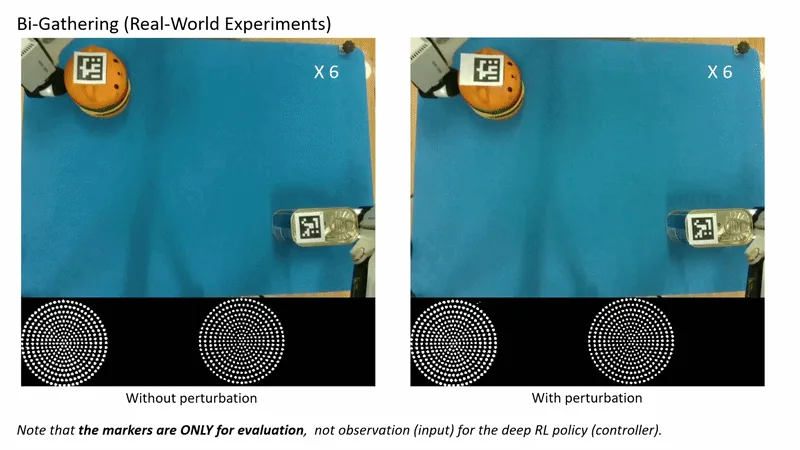 Bi-Gathering (Real-World Experiments)
X 6
X 6
Without perturbation
With perturbation
Note that the markers are ONLY for evaluation, not observation (input) for the deep RL policy (controller).